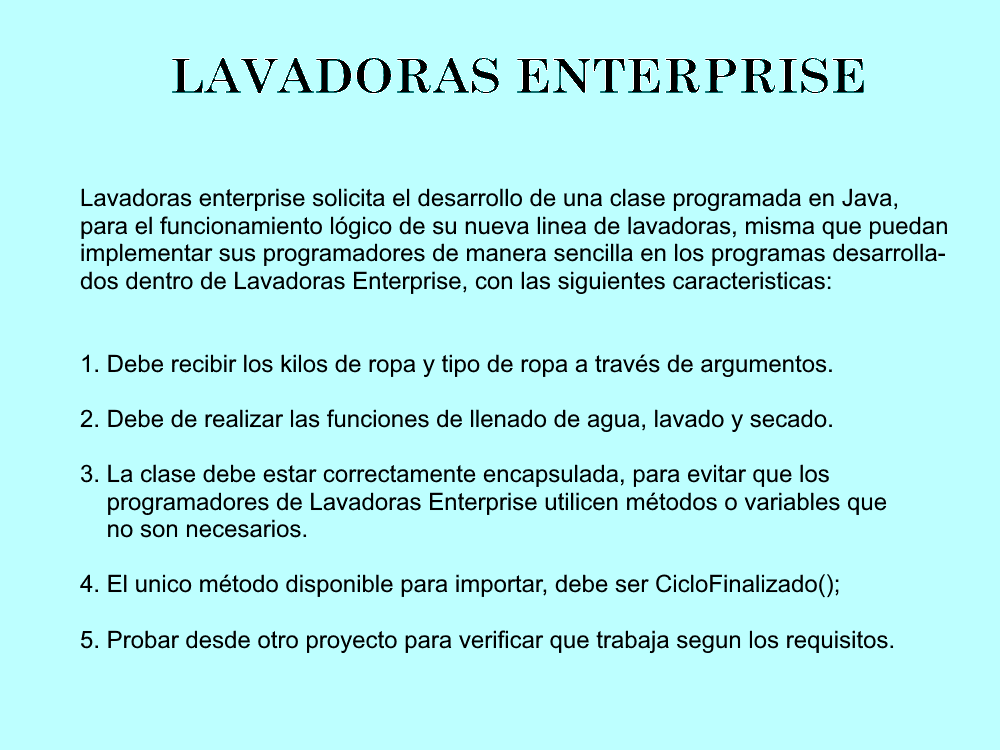 LAVADORAS ENTERPRISE
Lavadoras enterprise solicita el desarrollo de una clase programada en Java,
para el funcionamiento lógico de su nueva linea de lavadoras, misma que puedan
implementar sus programadores de manera sencilla en los programas desarrolla-
dos dentro de Lavadoras Enterprise, con las siguientes caracteristicas:
1. Debe recibir los kilos de ropa y tipo de ropa a través de argumentos.
2. Debe de realizar las funciones de llenado de agua, lavado y secado.
3. La clase debe estar correctamente encapsulada, para evitar que los
programadores de Lavadoras Enterprise utilicen métodos o variables que
no son necesarios.
4. El unico método disponible para importar, debe ser CicloFinalizado();
5. Probar desde otro proyecto para verificar que trabaja segun los requisitos.